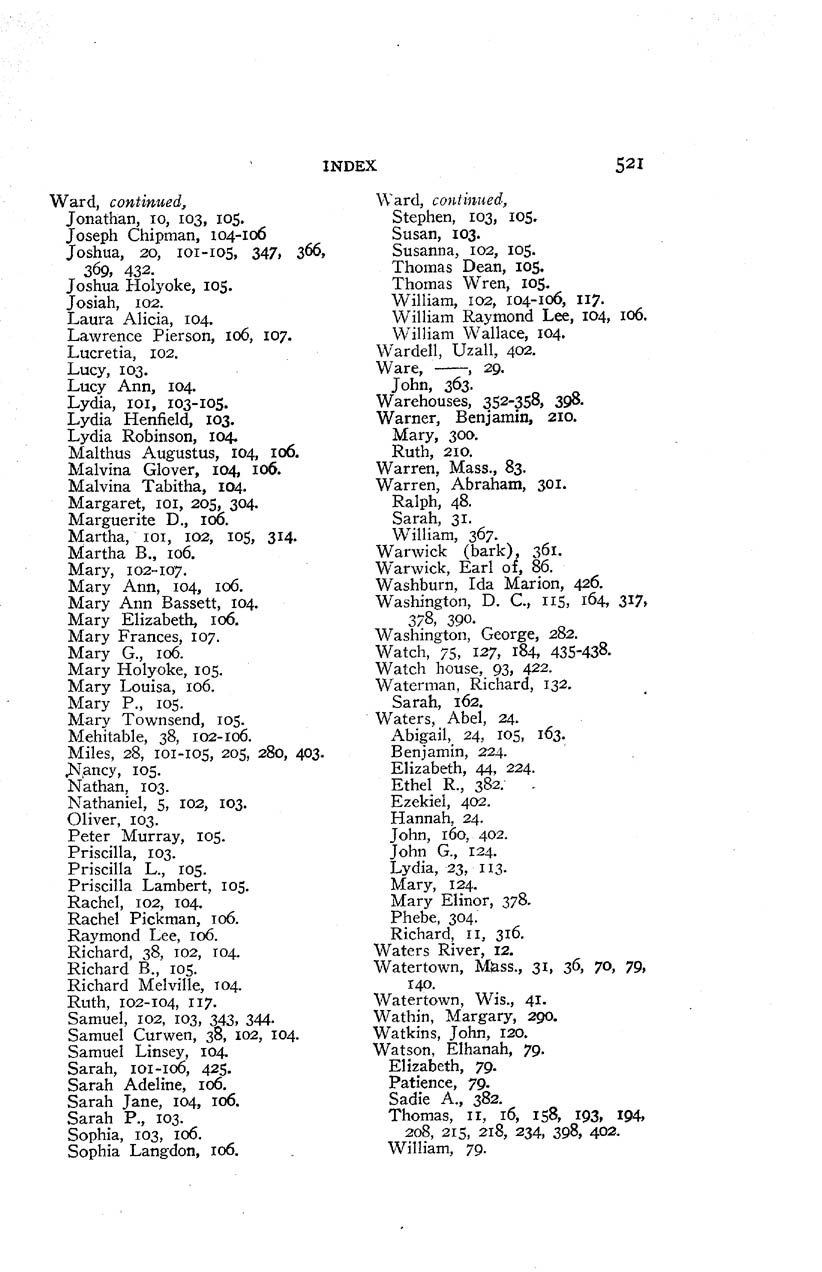 INDEX 521
Ward, continued,
Jonathan, 10, 103, 105.
Joseph Chipman, 104-106
Joshua, 20, 101-105, 347, 366,
369, 432.
Joshua Holyoke, 105.
Josiah, 102.
Laura Alicia, 104.
Lawrence Pierson, 106, 107.
Lucretia, 102.
Lucy, 103.
Lucy Ann, 104.
Lydia, 101, 103-105.
Lydia Henfield, 103.
Lydia Robinson, 104.
Malthus Augustus, 104, 106.
Malvina Glover, 104, 106.
Malvina Tabitha, 104.
Margaret, 101, 205, 304.
Marguerite D., 106.
Martha, 101, 102, 105, 314.
Martha B., 106.
Mary, 102-107.
Mary Ann, 104, 106.
Mary Ann Bassett, 104.
Mary Elizabeth, 106.
Mary Frances, 107.
Mary G., 106.
Mary Holyoke, 105.
Mary Louisa, 106.
Mary P., 105.
Mary Townsend, 105.
Mehitable, 38, 102-106.
Miles, 28, 101-105, 205, 280, 403.
Nancy, 105.
Nathan, 103.
Nathaniel, 5, 102, 103.
Oliver, 103.
Peter Murray, 105.
Priscilla, 103.
Priscilla L., 105.
Priscilla Lambert, 105.
Rachel, 102, 104.
Rachel Pickman, 106.
Raymond Lee, 106.
Richard, 38, 102, 104.
Richard B., 105.
Richard Melville, 104.
Ruth, 102-104, 117.
Samuel, 102, 103, 343, 344.
Samuel Curwen, 38, 102, 104.
Samuel Linsey, 104.
Sarah, 101-106, 425.
Sarah Adeline, 106.
Sarah Jane, 104, 106.
Sarah P., 103.
Sophia, 103, 106.
Sophia Langdon, 106.
Ward, continued,
Stephen, 103, 105.
Susan, 103.
Susanna, 102, 105.
Thomas Dean, 105.
Thomas Wren, 105.
William, 102, 104-106, 117.
William Raymond Lee, 104, 106.
William Wallace, 104.
Wardell, Uzall, 402.
Ware, ——, 29.
John, 363.
Warehouses, 352-358, 398.
Warner, Benjamin, 210.
Mary, 300.
Ruth, 210.
Warren, Mass., 83.
Warren, Abraham, 301.
Ralph, 48.
Sarah, 31.
William, 367.
Warwick (bark), 361.
Warwick, Earl of, 86.
Washburn, Ida Marion, 426.
Washington, D. C., 115, 164, 317,
378, 390.
Washington, George, 282.
Watch, 75, 127, 184, 435-438.
Watch house, 93, 422.
Waterman, Richard, 132.
Sarah, 162.
Waters, Abel, 24.
Abigail, 24, 105, 163.
Benjamin, 224.
Elizabeth, 44, 224.
Ethel R., 382.
Ezekiel, 402.
Hannah, 24.
John, 160, 402.
John G., 124.
Lydia, 23, 113.
Mary, 124.
Mary Elinor, 378.
Phebe, 304.
Richard, 11, 316.
Waters River, 12.
Watertown, Mass., 31, 36, 70, 79,
140.
Watertown, Wis., 41.
Wathin, Margary, 290.
Watkins, John, 120.
Watson, Elhanah, 79.
Elizabeth, 79.
Patience, 79.
Sadie A., 382.
Thomas, 11, 16, 158, 193, 194,
208, 215, 218, 234, 398, 402.
William, 79.